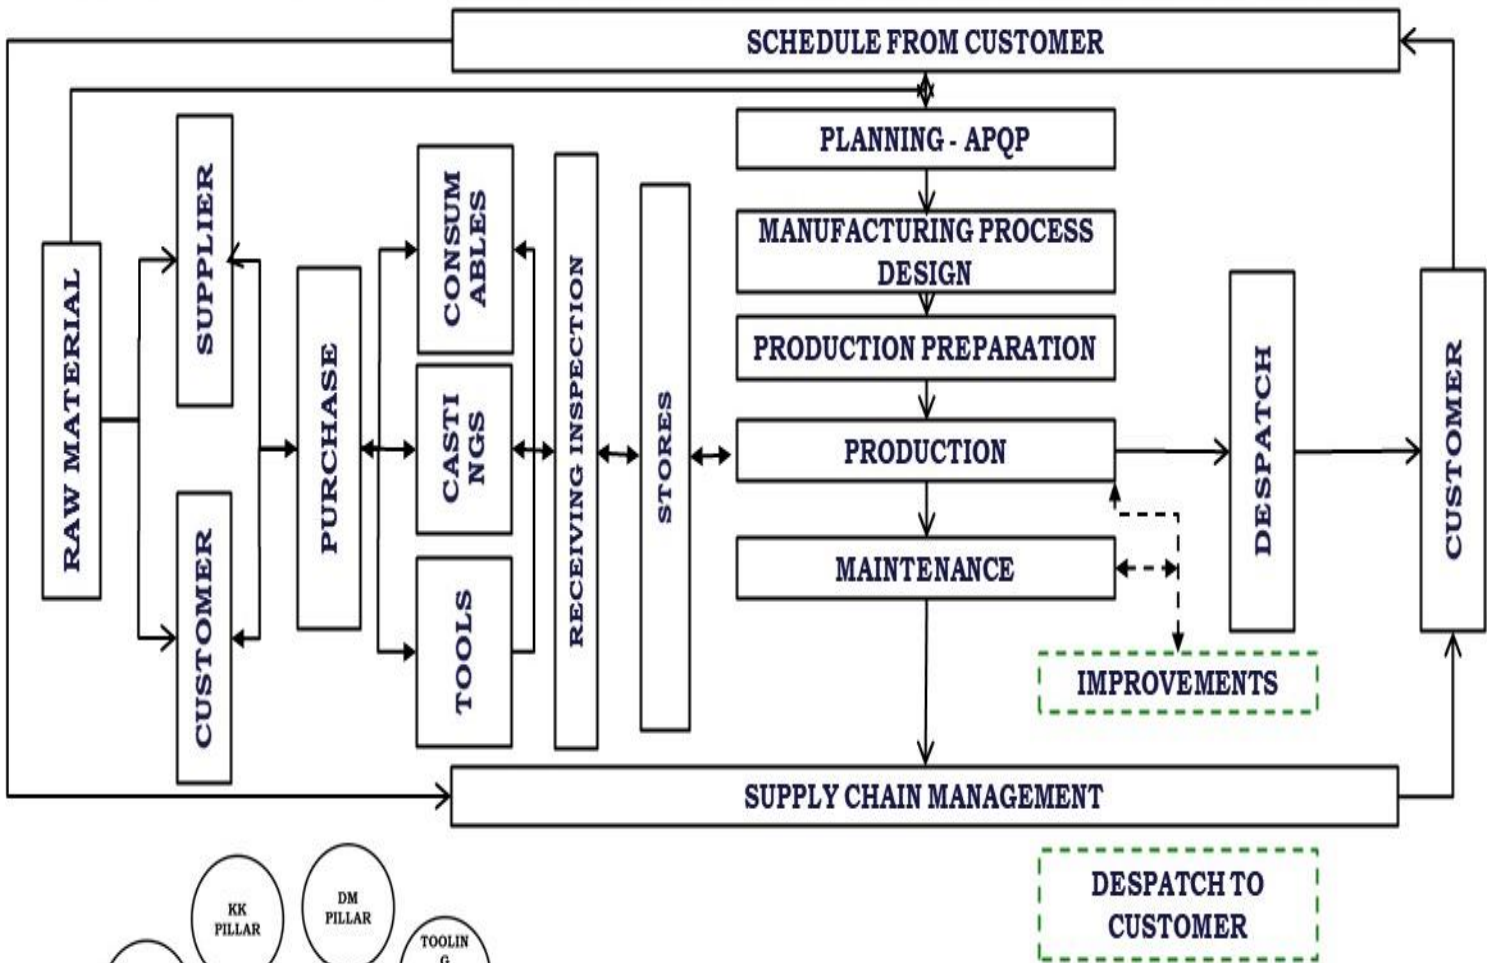 SCHEDULE FROM CUSTOMER
PLANNING - APQP
MANUFACTURING PROCESS
DESIGN
PRODUCTION PREPARATION
PRODUCTION
MAINTENANCE
RAW MATERIAL
SUPPLIER
CUSTOMER
PURCHASE
CONSUM
ABLES
CASTI
NGS
TOOLS
RECEIVING INSPECTION
STORES
DESPATCH
CUSTOMER
IMPROVEMENTS
SUPPLY CHAIN MANAGEMENT
DESPATCH TO
CUSTOMER
KK
PILLAR
DM
PILLAR
TOOLIN
G